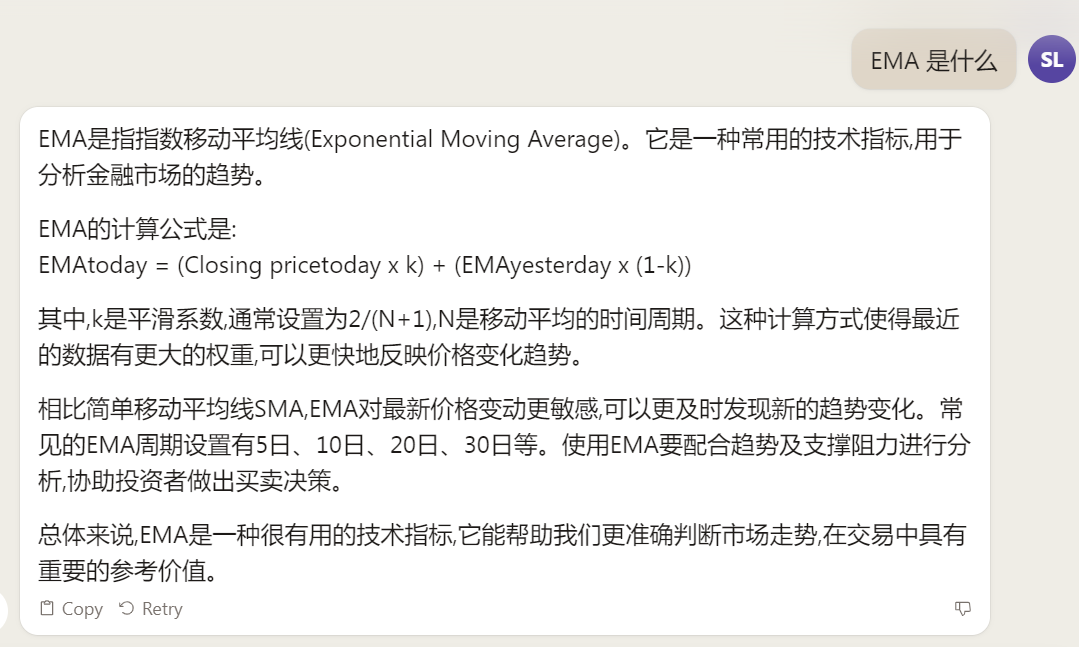 EMA 是什么
SL
EMA是指指数移动平均线(Exponential Moving Average)。它是一种常用的技术指标,用于
分析金融市场的趋势。
EMA的计算公式是:
EMAtoday = (Closing pricetoday x k) + (EMAyesterday x (1-k))
其中,k是平滑系数,通常设置为2/(N+1),N是移动平均的时间周期。这种计算方式使得最近
的数据有更大的权重,可以更快地反映价格变化趋势。
相比简单移动平均线SMA,EMA对最新价格变动更敏感,可以更及时发现新的趋势变化。常
见的EMA周期设置有5日、10日、20日、30日等。使用EMA要配合趋势及支撑阻力进行分
析,协助投资者做出买卖决策。
总体来说,EMA是一种很有用的技术指标,它能帮助我们更准确判断市场走势,在交易中具有
重要的参考价值。
Copy Retry